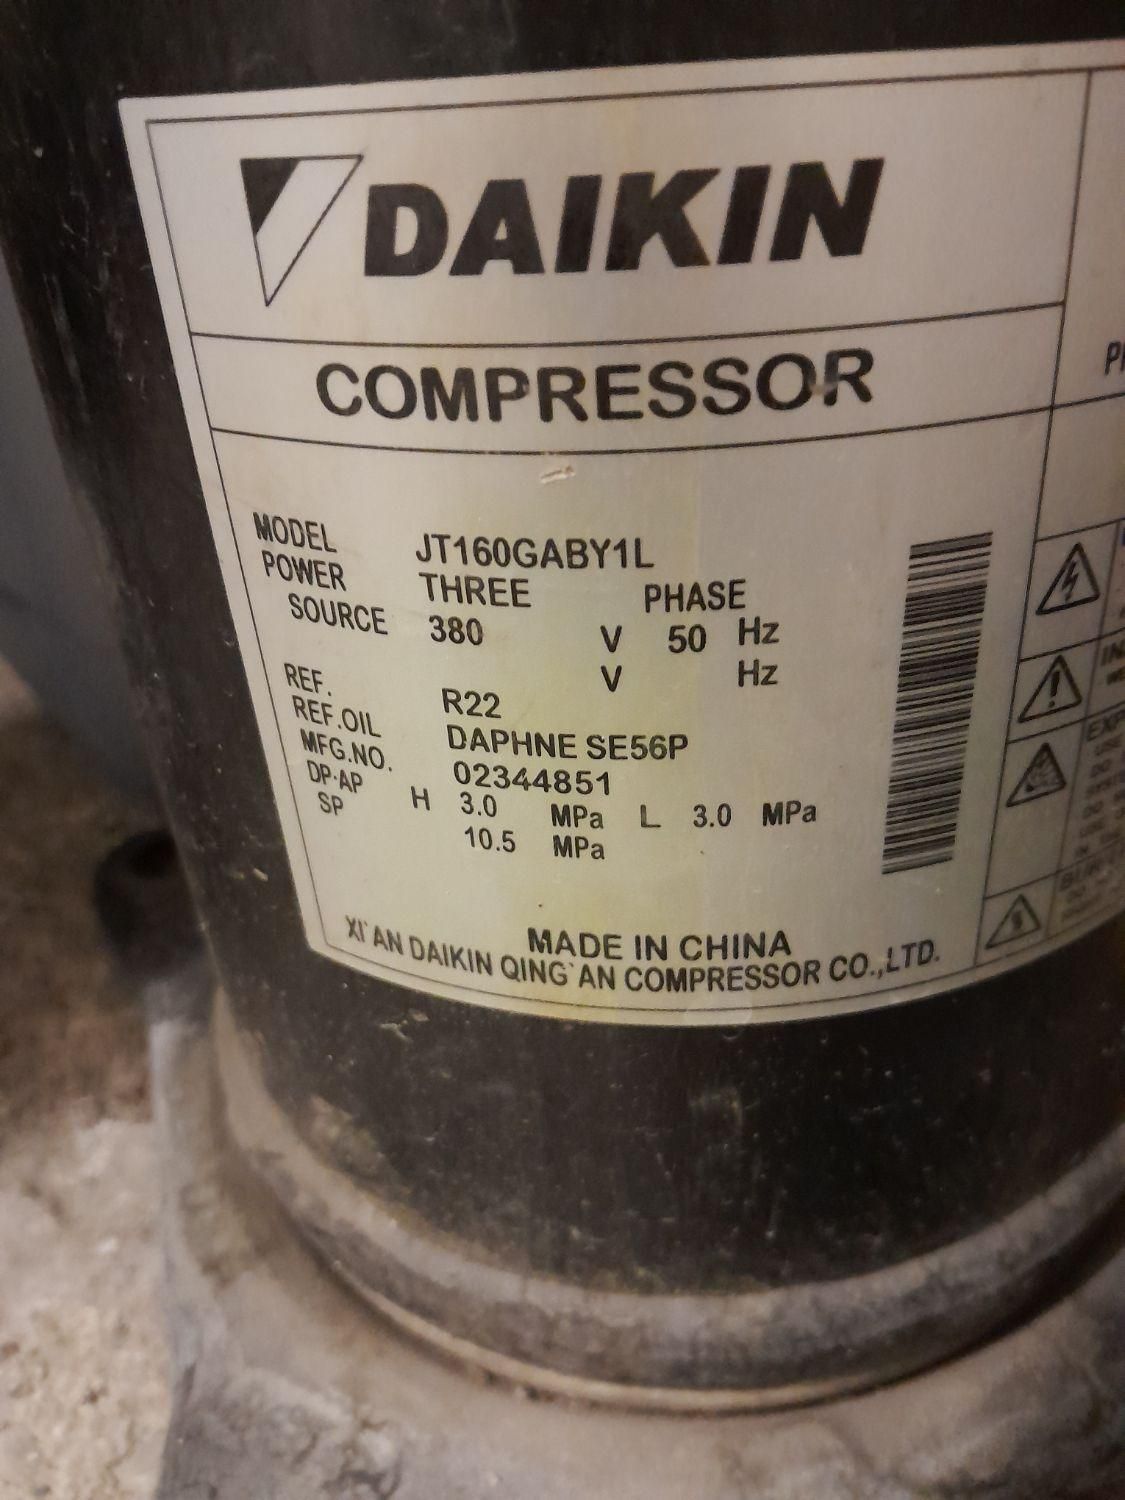 DAIKIN
COMPRESSOR
MODEL JT160GABY1L
POWER SOURCE THREE PHASE
380 V 50 Hz
V Hz
REF. R22
REF.OIL DAPHNE SE56P
MFG.NO. 02344851
DP·AP H 3.0 MPa L 3.0 MPa
SP 10.5 MPa
MADE IN CHINA
XI`AN DAIKIN QING`AN COMPRESSOR CO.,LTD.